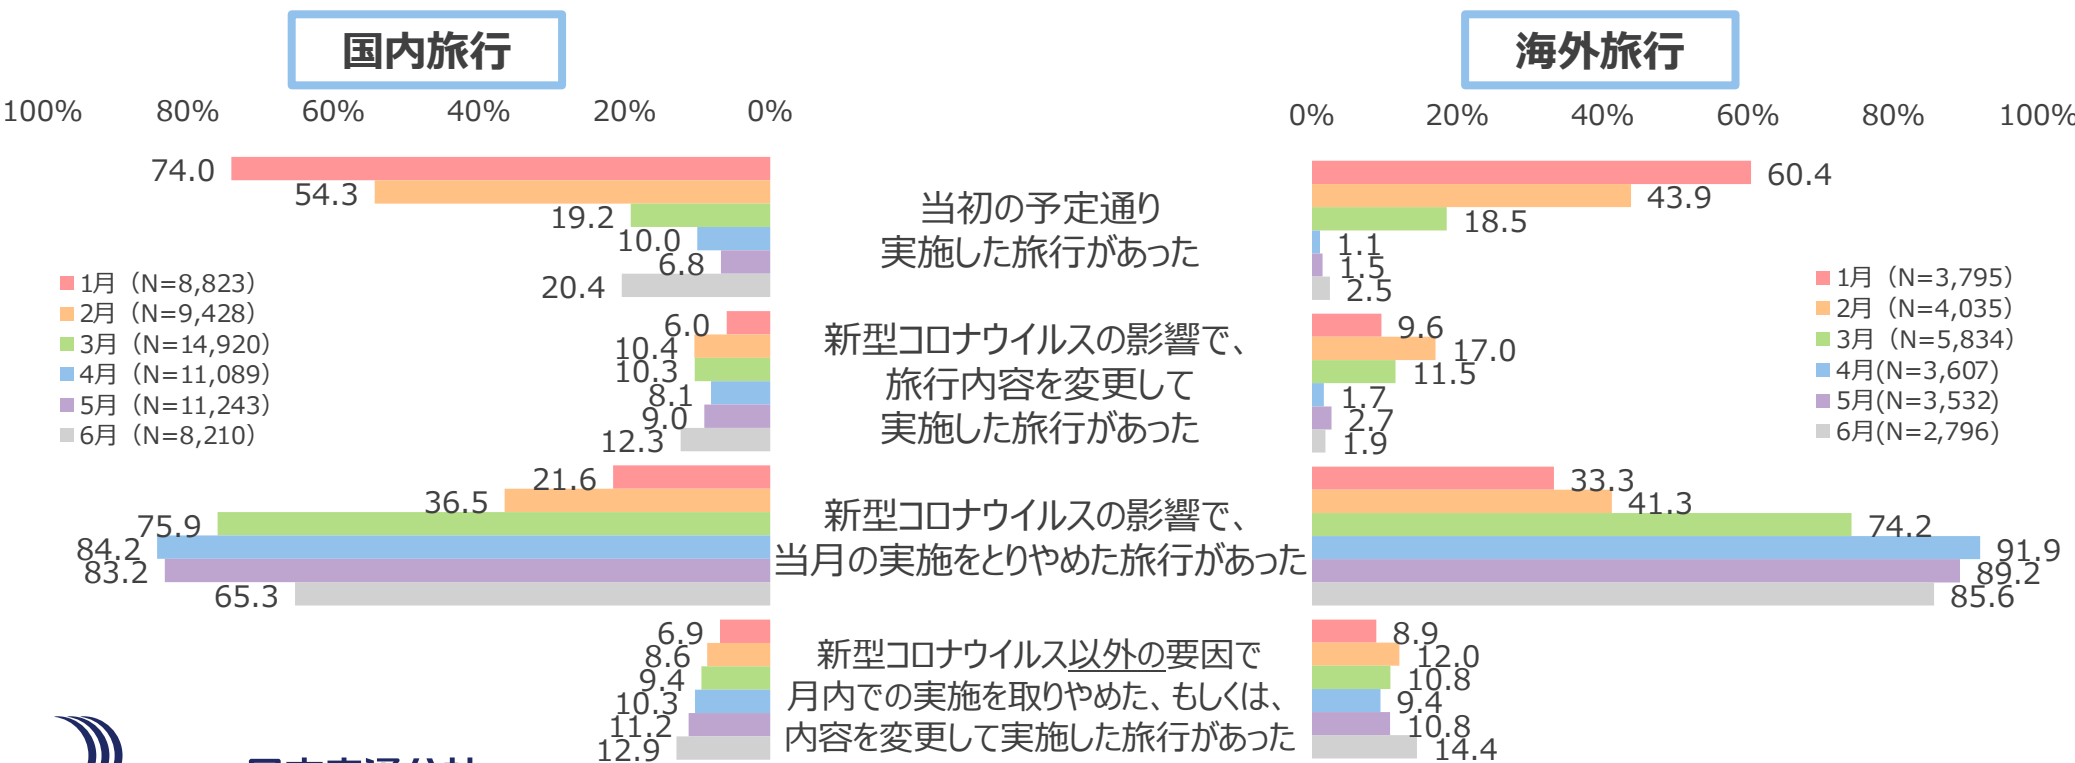 国内旅行
海外旅行
100% 80% 60% 40% 20% 0%
0% 20% 40% 60% 80% 100%
当初の予定通り
実施した旅行があった
74.0
54.3
19.2
10.0
6.8
20.4
60.4
43.9
18.5
1.1
1.5
2.5
1月（N=8,823）
2月（N=9,428）
3月（N=14,920）
4月（N=11,089）
5月（N=11,243）
6月（N=8,210）
1月（N=3,795）
2月（N=4,035）
3月（N=5,834）
4月(N=3,607)
5月(N=3,532)
6月(N=2,796)
新型コロナウイルスの影響で、
旅行内容を変更して
実施した旅行があった
6.0
10.4
10.3
8.1
9.0
12.3
9.6
17.0
11.5
1.7
2.7
1.9
新型コロナウイルスの影響で、
当月の実施をとりやめた旅行があった
21.6
36.5
75.9
84.2
83.2
65.3
33.3
41.3
74.2
91.9
89.2
85.6
新型コロナウイルス以外の要因で
月内での実施を取りやめた、もしくは、
内容を変更して実施した旅行があった
6.9
8.6
9.4
10.3
11.2
12.9
8.9
12.0
10.8
9.4
10.8
14.4